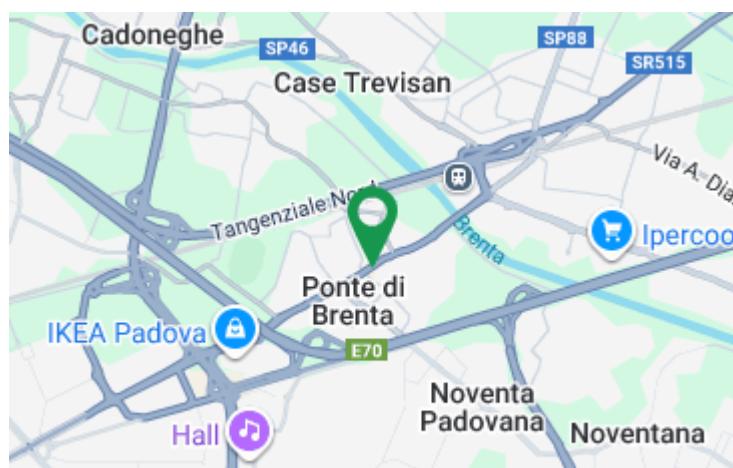 Cadoneghe
SP46
SP88
SR515
Case Trevisan
Via A. Dia
Tangenziale Nord
Brenta
Ipercoo
Ponte di
Brenta
IKEA Padova
E70
Noventa
Padovana
Hall
Noventana